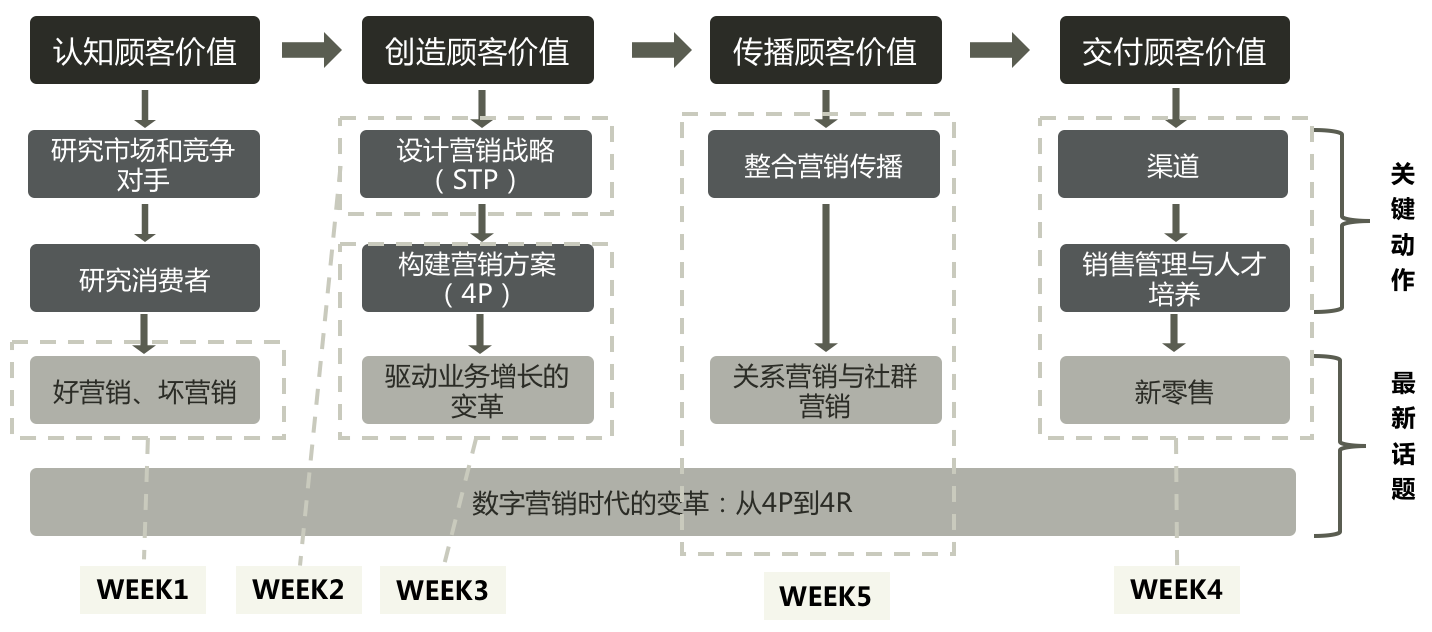 认知顾客价值
创造顾客价值
传播顾客价值
交付顾客价值
研究市场和竞争
对手
设计营销战略
（STP）
整合营销传播
渠道
研究消费者
构建营销方案
（4P）
销售管理与人才
培养
关
键
动
作
好营销、坏营销
驱动业务增长的
变革
关系营销与社群
营销
新零售
数字营销时代的变革：从4P到4R
最
新
话
题
WEEK1
WEEK2
WEEK3
WEEK5
WEEK4